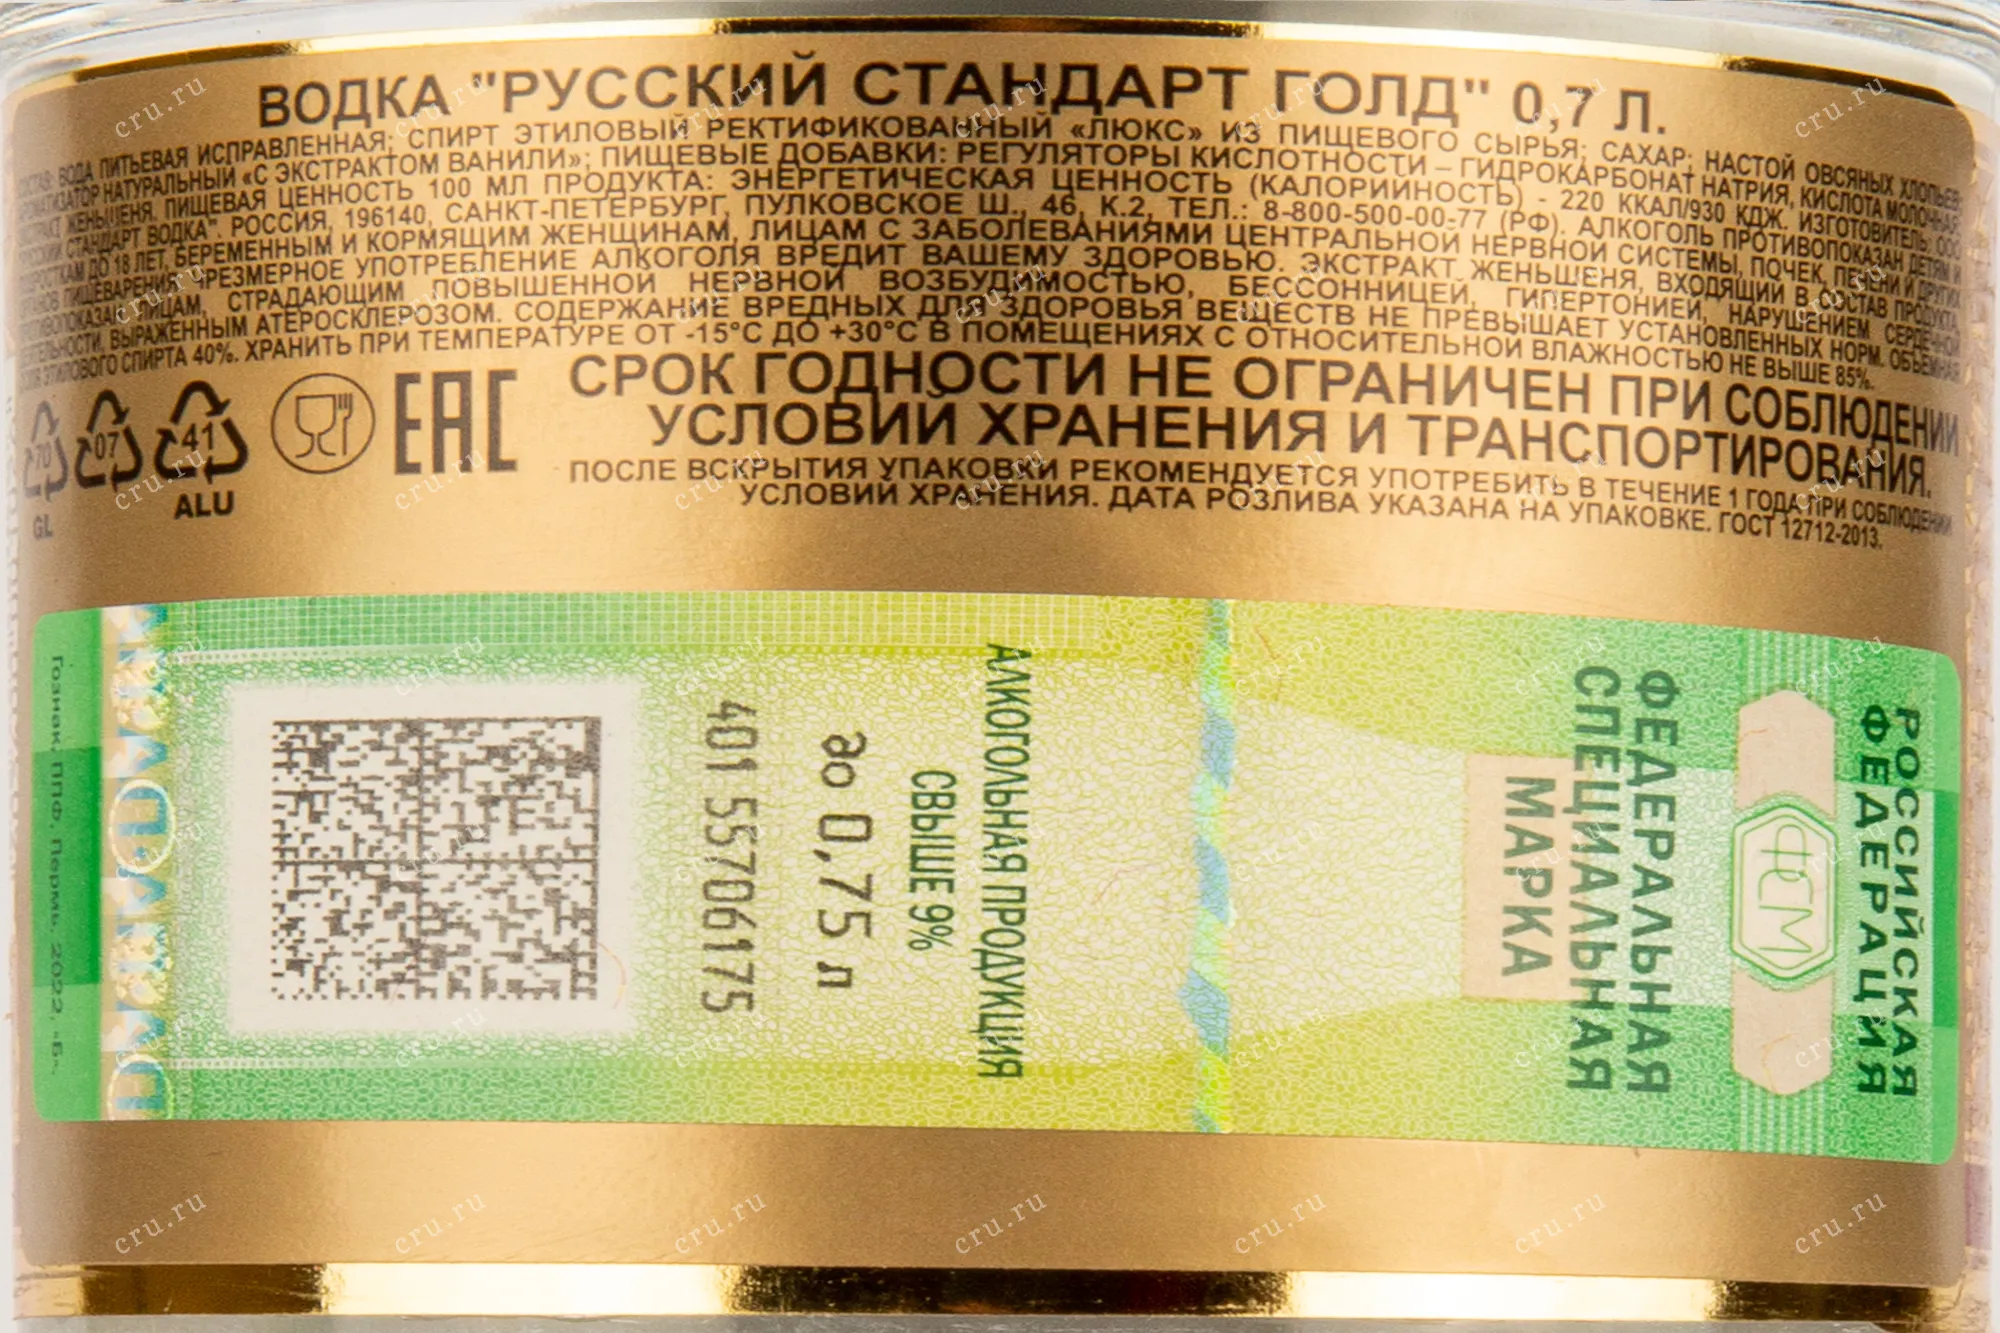 ВОДКА "РУССКИЙ СТАНДАРТ ГОЛД" 0,7 Л.
ВОДА ПИТЬЕВАЯ ИСПРАВЛЕННАЯ; СПИРТ ЭТИЛОВЫЙ РЕКТИФИКОВАННЫЙ «ЛЮКС» ИЗ ПИЩЕВОГО СЫРЬЯ; САХАР; НАСТОЙ ОВСЯНЫХ ХЛОПЬЕВ
НАТУРАЛЬНЫЙ «С ЭКСТРАКТОМ ВАНИЛИ»; ПИЩЕВЫЕ ДОБАВКИ: РЕГУЛЯТОРЫ КИСЛОТНОСТИ – ГИДРОКАРБОНАТ НАТРИЯ, КИСЛОТА МОЛОЧНАЯ
ЖЕНЬШЕНЯ. ПИЩЕВАЯ ЦЕННОСТЬ 100 МЛ ПРОДУКТА: ЭНЕРГЕТИЧЕСКАЯ ЦЕННОСТЬ (КАЛОРИЙНОСТЬ) - 220 ККАЛ/930 КДЖ. ИЗГОТОВИТЕЛЬ: ООО
СТАНДАРТ ВОДКА". РОССИЯ, 196140, САНКТ-ПЕТЕРБУРГ, ПУЛКОВСКОЕ Ш., 46, К.2, ТЕЛ.: 8-800-500-00-77 (РФ). АЛКОГОЛЬ ПРОТИВОПОКАЗАН ДЕТЯМ И
ДО 18 ЛЕТ, БЕРЕМЕННЫМ И КОРМЯЩИМ ЖЕНЩИНАМ, ЛИЦАМ С ЗАБОЛЕВАНИЯМИ ЦЕНТРАЛЬНОЙ НЕРВНОЙ СИСТЕМЫ, ПОЧЕК, ПЕЧЕНИ И ДРУГИХ
ПИЩЕВАРЕНИЯ. ЧРЕЗМЕРНОЕ УПОТРЕБЛЕНИЕ АЛКОГОЛЯ ВРЕДИТ ВАШЕМУ ЗДОРОВЬЮ. ЭКСТРАКТ ЖЕНЬШЕНЯ, ВХОДЯЩИЙ В СОСТАВ ПРОДУКТА,
ЛИЦАМ, СТРАДАЮЩИМ ПОВЫШЕННОЙ НЕРВНОЙ ВОЗБУДИМОСТЬЮ, БЕССОННИЦЕЙ, ГИПЕРТОНИЕЙ, НАРУШЕНИЕМ СЕРДЕЧНОЙ
ВЫРАЖЕННЫМ АТЕРОСКЛЕРОЗОМ. СОДЕРЖАНИЕ ВРЕДНЫХ ДЛЯ ЗДОРОВЬЯ ВЕЩЕСТВ НЕ ПРЕВЫШАЕТ УСТАНОВЛЕННЫХ НОРМ. ОБЪЕМНАЯ
ЭТИЛОВОГО СПИРТА 40%. ХРАНИТЬ ПРИ ТЕМПЕРАТУРЕ ОТ -15°С ДО +30°С В ПОМЕЩЕНИЯХ С ОТНОСИТЕЛЬНОЙ ВЛАЖНОСТЬЮ НЕ ВЫШЕ 85%.
СРОК ГОДНОСТИ НЕ ОГРАНИЧЕН ПРИ СОБЛЮДЕНИИ
УСЛОВИЙ ХРАНЕНИЯ И ТРАНСПОРТИРОВАНИЯ.
ПОСЛЕ ВСКРЫТИЯ УПАКОВКИ РЕКОМЕНДУЕТСЯ УПОТРЕБИТЬ В ТЕЧЕНИЕ 1 ГОДА ПРИ СОБЛЮДЕНИИ
УСЛОВИЙ ХРАНЕНИЯ. ДАТА РОЗЛИВА УКАЗАНА НА УПАКОВКЕ. ГОСТ 12712-2013.
70
GL
07
41
ALU
EAC
РОССИЙСКАЯ
ФЕДЕРАЦИЯ
ФСМ
ФЕДЕРАЛЬНАЯ
СПЕЦИАЛЬНАЯ
МАРКА
АЛКОГОЛЬНАЯ ПРОДУКЦИЯ
СВЫШЕ 9%
до 0,75 л
401 55706175
Гознак, ППФ, Пермь, 2022, «Б».
cru.ru